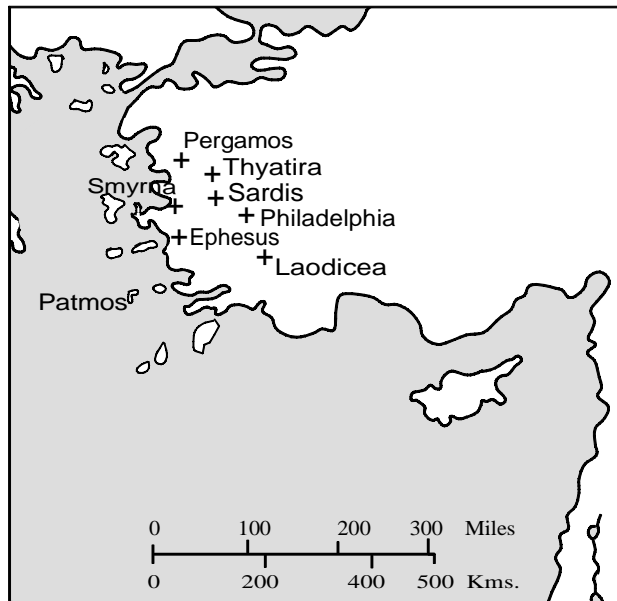 Pergamos
Thyatira
Smyrna
Sardis
Philadelphia
Ephesus
Laodicea
Patmos
0 100 200 300 Miles
0 200 400 500 Kms.